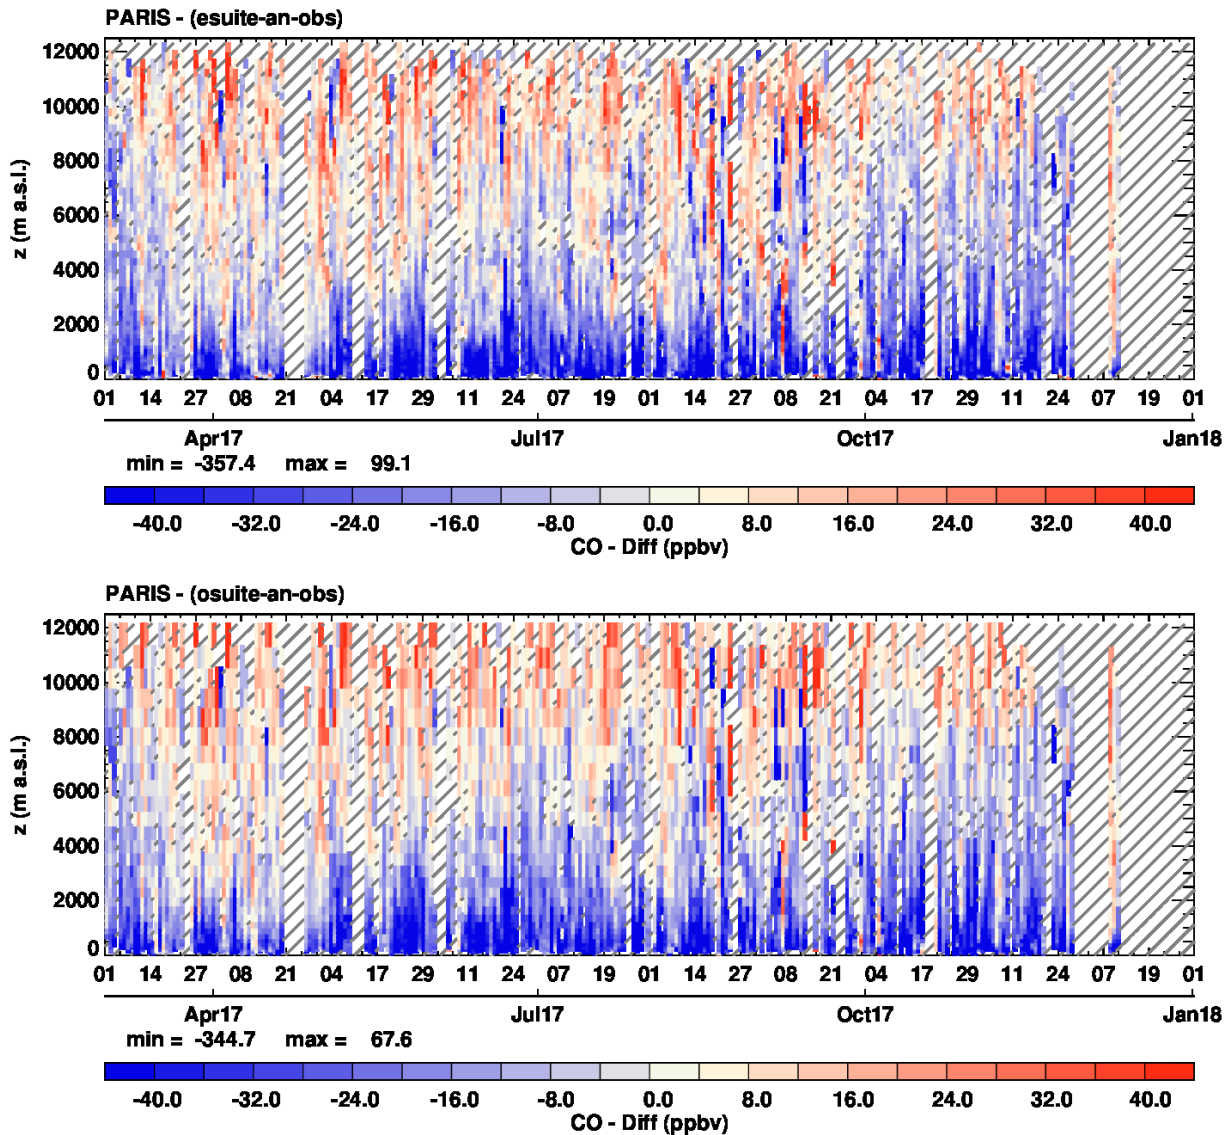 PARIS - (esuite-an-obs)
12000
10000
8000
6000
4000
2000
0
z (m a.s.l.)
01 14 27 08 21 04 17 29 11 24 07 19 01 14 27 08 21 04 17 29 11 24 07 19 01
Apr17 Jul17 Oct17 Jan18
min = -357.4 max = 99.1
-40.0 -32.0 -24.0 -16.0 -8.0 0.0 8.0 16.0 24.0 32.0 40.0
CO - Diff (ppbv)
PARIS - (osuite-an-obs)
12000
10000
8000
6000
4000
2000
0
z (m a.s.l.)
01 14 27 08 21 04 17 29 11 24 07 19 01 14 27 08 21 04 17 29 11 24 07 19 01
Apr17 Jul17 Oct17 Jan18
min = -344.7 max = 67.6
-40.0 -32.0 -24.0 -16.0 -8.0 0.0 8.0 16.0 24.0 32.0 40.0
CO - Diff (ppbv)